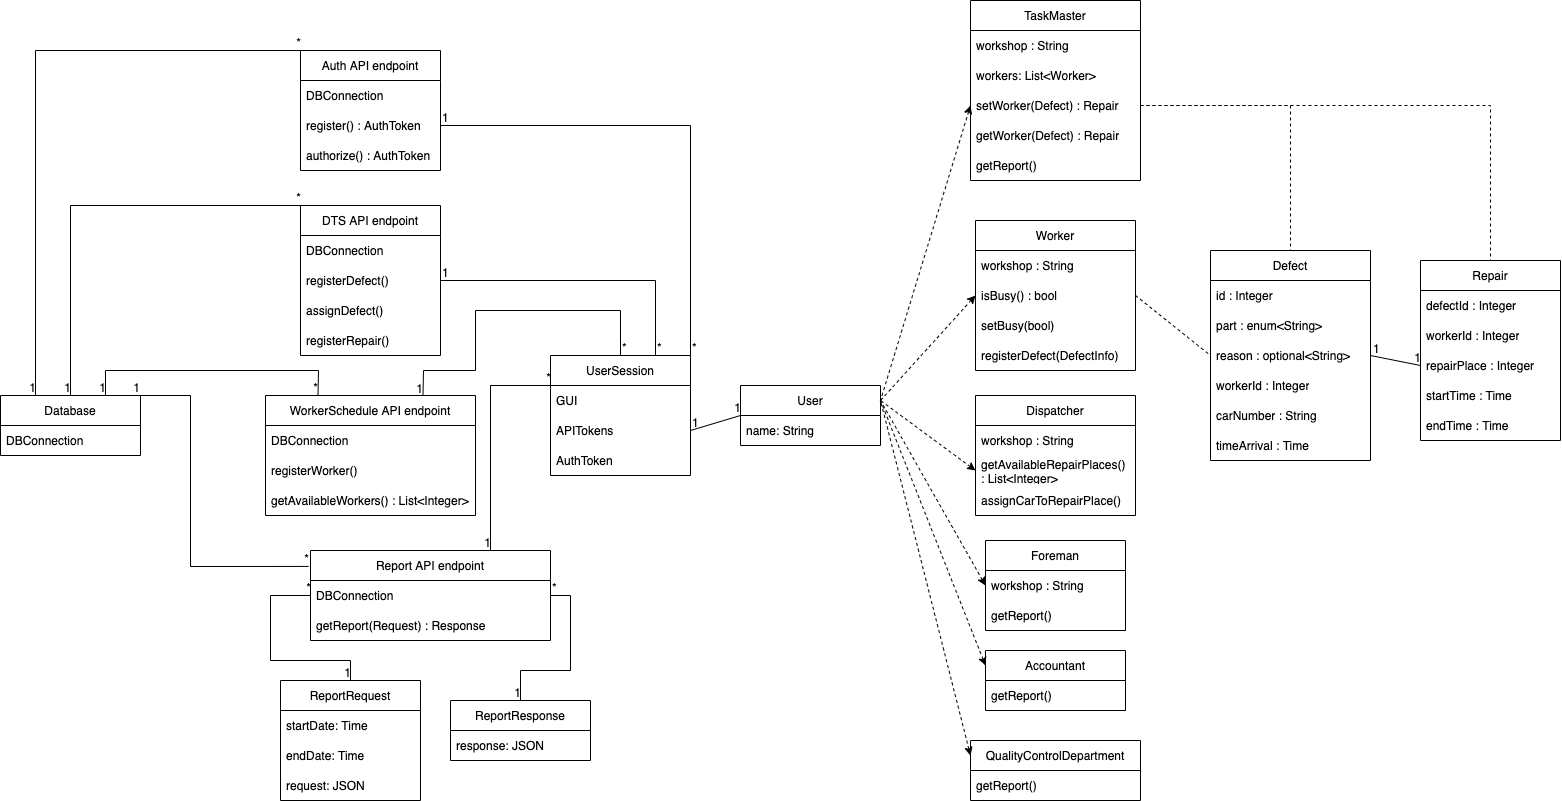 TaskMaster
workshop : String
workers: List<Worker>
setWorker(Defect) : Repair
getWorker(Defect) : Repair
getReport()
*
Auth API endpoint
DBConnection
register() : AuthToken
authorize() : AuthToken
1
*
DTS API endpoint
DBConnection
registerDefect()
assignDefect()
registerRepair()
1
Worker
workshop : String
isBusy() : bool
setBusy(bool)
registerDefect(DefectInfo)
Defect
id : Integer
part : enum<String>
reason : optional<String>
workerId : Integer
carNumber : String
timeArrival : Time
1
1
Repair
defectId : Integer
workerId : Integer
repairPlace : Integer
startTime : Time
endTime : Time
* * *
*
UserSession
GUI
APITokens
AuthToken
1
1
User
name: String
1 1 1 1
Database
DBConnection
*
1
WorkerSchedule API endpoint
DBConnection
registerWorker()
getAvailableWorkers() : List<Integer>
Dispatcher
workshop : String
getAvailableRepairPlaces()
: List<Integer>
assignCarToRepairPlace()
1
*
Report API endpoint
*
DBConnection
*
getReport(Request) : Response
Foreman
workshop : String
getReport()
Accountant
getReport()
1
ReportRequest
startDate: Time
endDate: Time
request: JSON
1
ReportResponse
response: JSON
QualityControlDepartment
getReport()